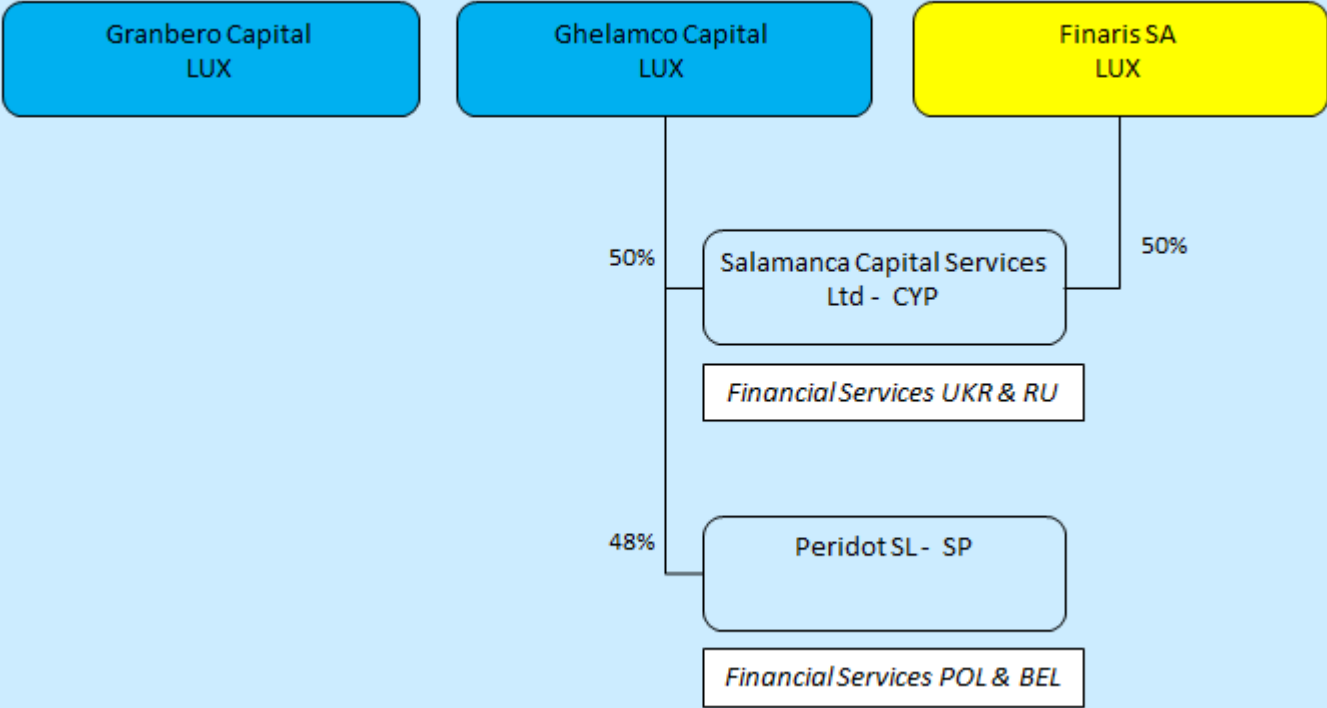 Granbero Capital
LUX
Ghelamco Capital
LUX
Finaris SA
LUX
50%
Salamanca Capital Services
Ltd - CYP
50%
Financial Services UKR & RU
48%
Peridot SL - SP
Financial Services POL & BEL